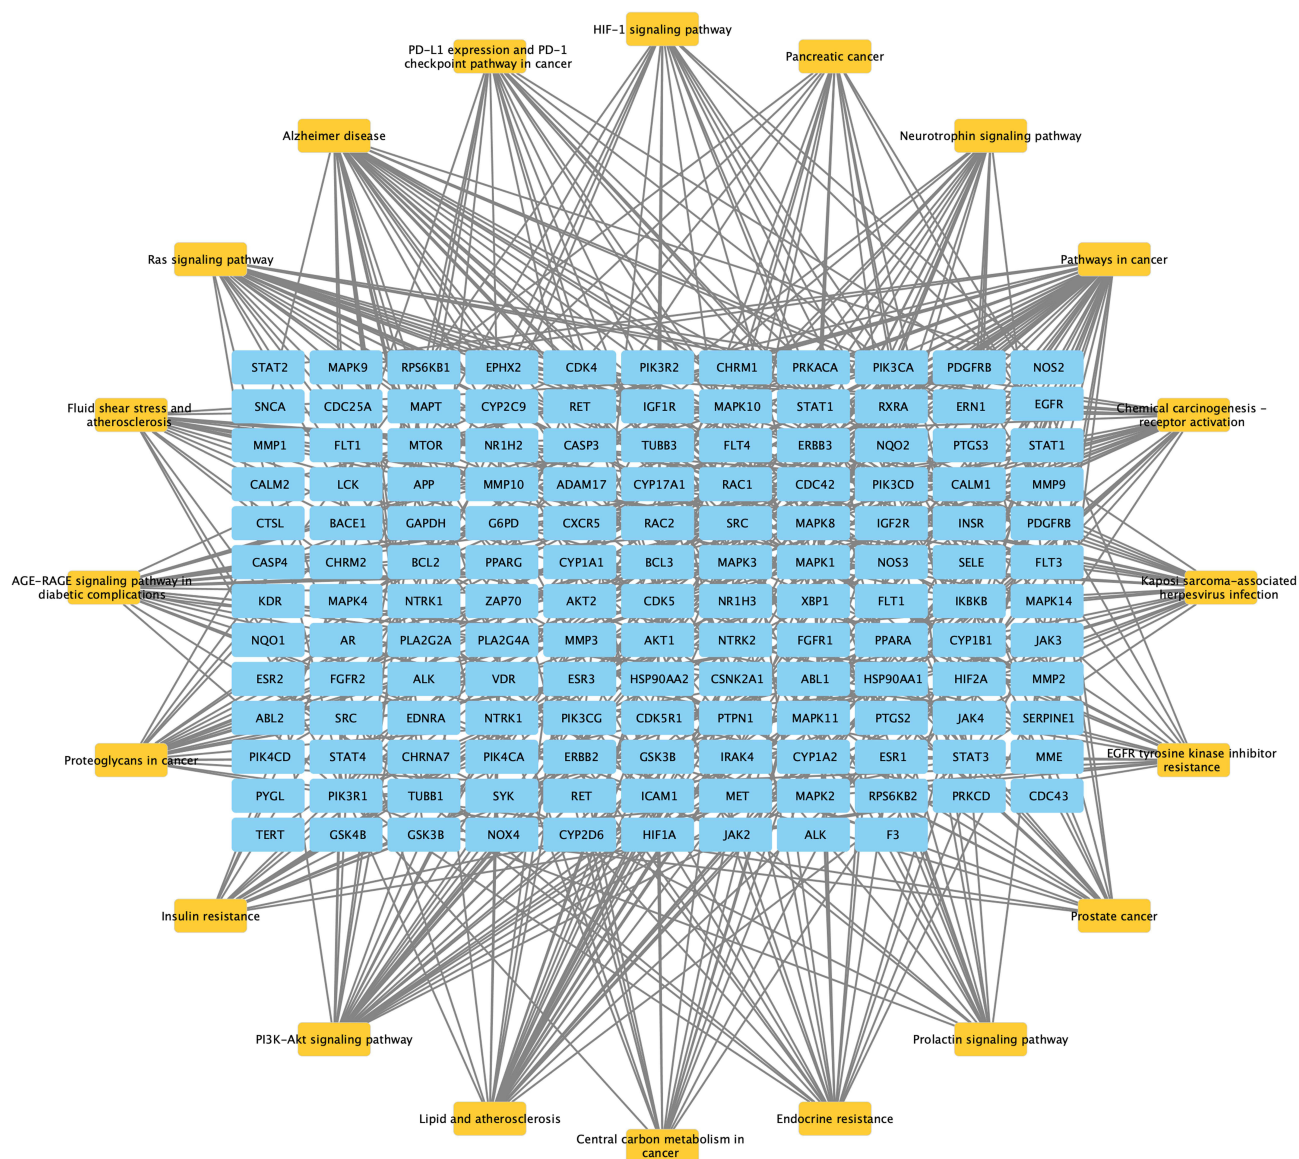 HIF-1 signaling pathway
PD-L1 expression and PD-1
checkpoint pathway in cancer
Pancreatic cancer
Alzheimer disease
Neurotrophin signaling pathway
Ras signaling pathway
Pathways in cancer
STAT2 MAPK9 RPS6KB1 EPHX2 CDK4 PIK3R2 CHRM1 PRKACA PIK3CA PDGFRB NOS2
Fluid shear stress and
atherosclerosis
SNCA CDC25A MAPT CYP2C9 RET IGF1R MAPK10 STAT1 RXRA ERN1 EGFR
Chemical carcinogenesis -
receptor activation
MMP1 FLT1 MTOR NR1H2 CASP3 TUBB3 FLT4 ERBB3 NQO2 PTGS3 STAT1
CALM2 LCK APP MMP10 ADAM17 CYP17A1 RAC1 CDC42 PIK3CD CALM1 MMP9
CTSL BACE1 GAPDH G6PD CXCR5 RAC2 SRC MAPK8 IGF2R INSR PDGFRB
CASP4 CHRM2 BCL2 PPARG CYP1A1 BCL3 MAPK3 MAPK1 NOS3 SELE FLT3
AGE-RAGE signaling pathway in
diabetic complications
Kaposi sarcoma-associated
herpesvirus infection
KDR MAPK4 NTRK1 ZAP70 AKT2 CDK5 NR1H3 XBP1 FLT1 IKBKB MAPK14
NQO1 AR PLA2G2A PLA2G4A MMP3 AKT1 NTRK2 FGFR1 PPARA CYP1B1 JAK3
ESR2 FGFR2 ALK VDR ESR3 HSP90AA2 CSNK2A1 ABL1 HSP90AA1 HIF2A MMP2
ABL2 SRC EDNRA NTRK1 PIK3CG CDK5R1 PTPN1 MAPK11 PTGS2 JAK4 SERPINE1
Proteoglycans in cancer
PIK4CD STAT4 CHRNA7 PIK4CA ERBB2 GSK3B IRAK4 CYP1A2 ESR1 STAT3 MME
EGFR tyrosine kinase inhibitor
resistance
PYGL PIK3R1 TUBB1 SYK RET ICAM1 MET MAPK2 RPS6KB2 PRKCD CDC43
TERT GSK4B GSK3B NOX4 CYP2D6 HIF1A JAK2 ALK F3
Insulin resistance
Prostate cancer
PI3K-Akt signaling pathway
Prolactin signaling pathway
Lipid and atherosclerosis
Endocrine resistance
Central carbon metabolism in
cancer